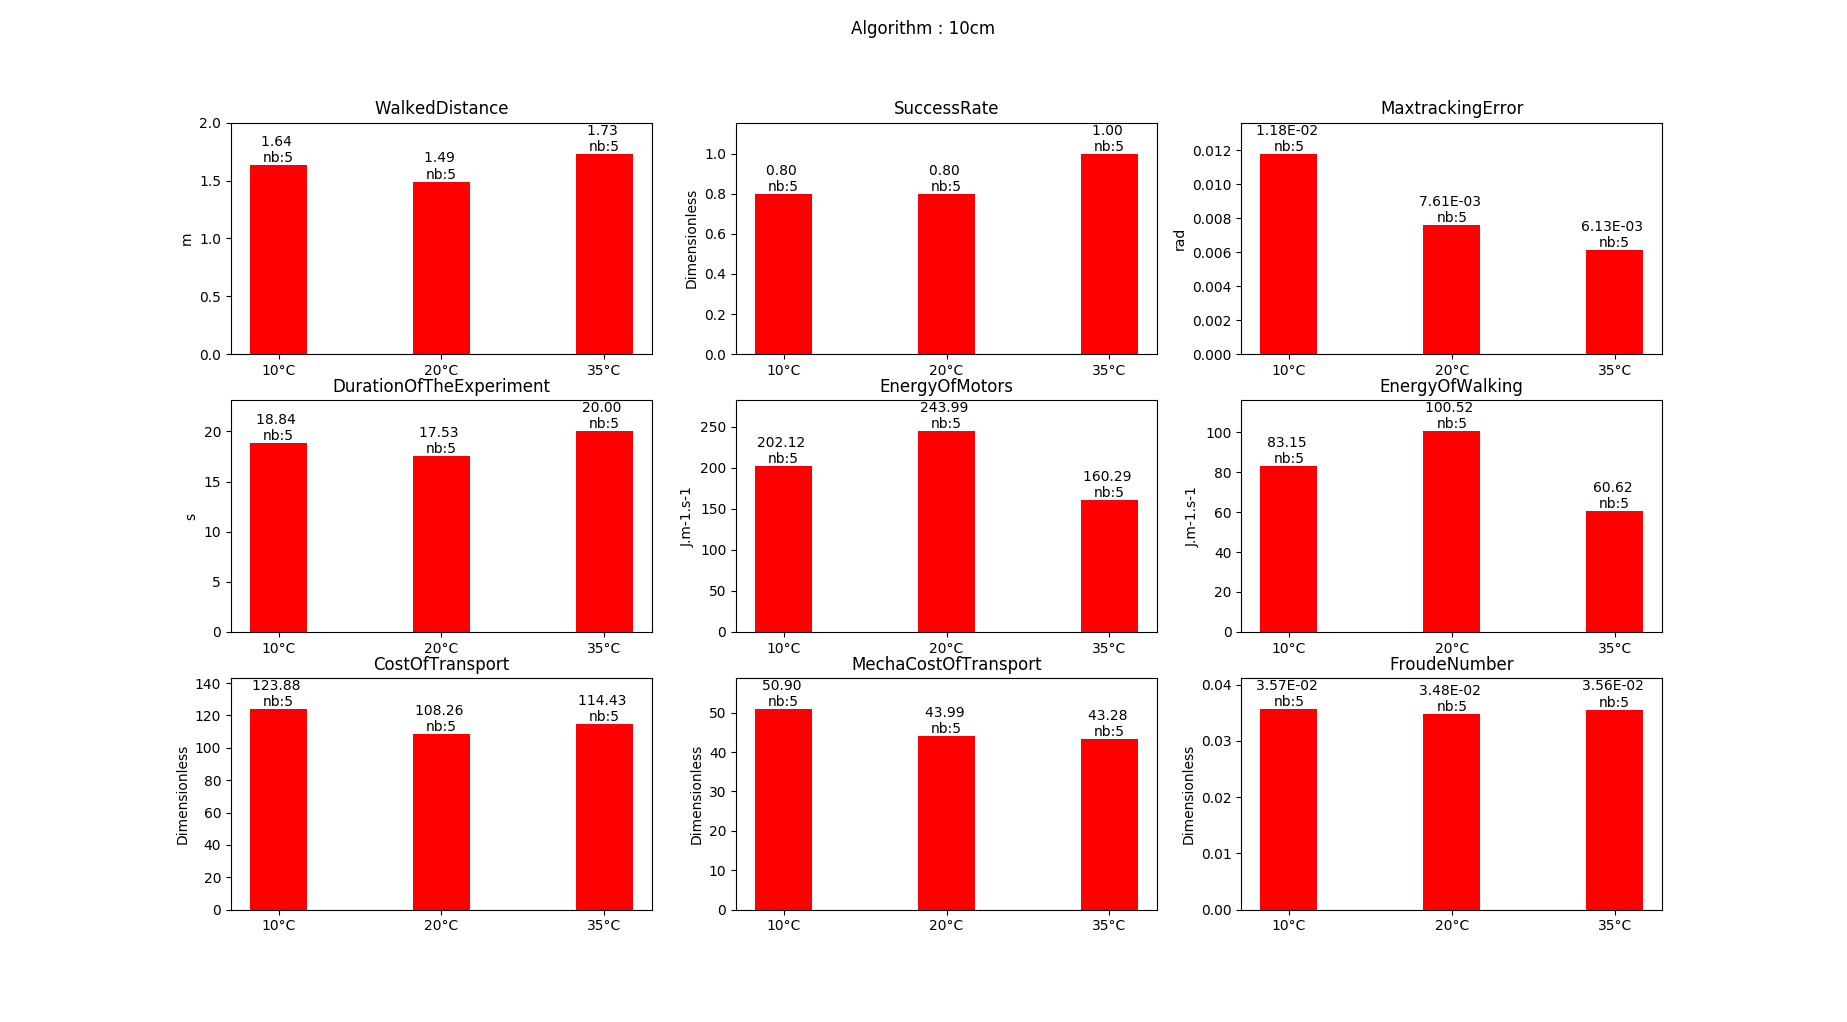 Algorithm : 10cm
WalkedDistance
2.0
1.5
1.0
0.5
0.0
m
1.64
nb:5
1.49
nb:5
1.73
nb:5
10°C
20°C
35°C
SuccessRate
1.0
0.8
0.6
0.4
0.2
0.0
Dimensionless
0.80
nb:5
0.80
nb:5
1.00
nb:5
10°C
20°C
35°C
MaxtrackingError
0.012
0.010
0.008
0.006
0.004
0.002
0.000
rad
1.18E-02
nb:5
7.61E-03
nb:5
6.13E-03
nb:5
10°C
20°C
35°C
DurationOfTheExperiment
20
15
10
5
0
s
18.84
nb:5
17.53
nb:5
20.00
nb:5
10°C
20°C
35°C
EnergyOfMotors
250
200
150
100
50
0
J.m-1.s-1
202.12
nb:5
243.99
nb:5
160.29
nb:5
10°C
20°C
35°C
EnergyOfWalking
100
80
60
40
20
0
J.m-1.s-1
83.15
nb:5
100.52
nb:5
60.62
nb:5
10°C
20°C
35°C
CostOfTransport
140
120
100
80
60
40
20
0
Dimensionless
123.88
nb:5
108.26
nb:5
114.43
nb:5
10°C
20°C
35°C
MechaCostOfTransport
50
40
30
20
10
0
Dimensionless
50.90
nb:5
43.99
nb:5
43.28
nb:5
10°C
20°C
35°C
FroudeNumber
0.04
0.03
0.02
0.01
0.00
Dimensionless
3.57E-02
nb:5
3.48E-02
nb:5
3.56E-02
nb:5
10°C
20°C
35°C